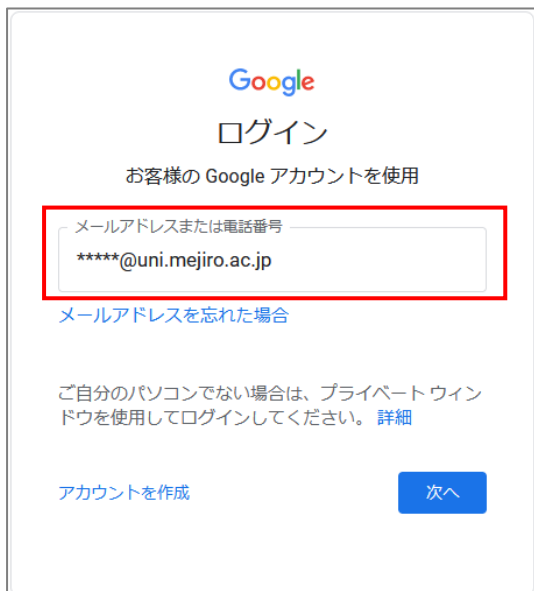 Google
ログイン
お客様の Google アカウントを使用
メールアドレスまたは電話番号
*****@uni.mejiro.ac.jp
メールアドレスを忘れた場合
ご自分のパソコンでない場合は、プライベート ウィン
ドウを使用してログインしてください。 詳細
アカウントを作成
次へ